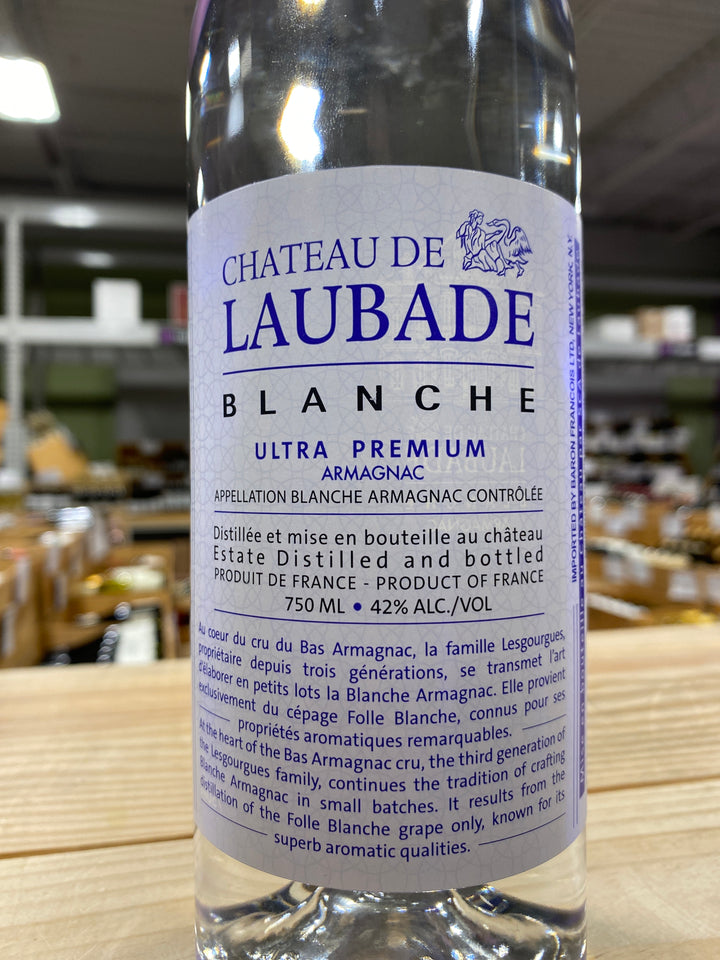 CHATEAU DE
LAUBADE
BLANCHE
ULTRA PREMIUM
ARMAGNAC
APPELLATION BLANCHE ARMAGNAC CONTRÔLÉE
Distillée et mise en bouteille au château
Estate Distilled and bottled
PRODUIT DE FRANCE - PRODUCT OF FRANCE
750 ML • 42% ALC./VOL
Au coeur du cru du Bas Armagnac, la famille Lesgourgues,
propriétaire depuis trois générations, se transmet l'art
d'élaborer en petits lots la Blanche Armagnac. Elle provient
exclusivement du cépage Folle Blanche, connus pour ses
propriétés aromatiques remarquables.
At the heart of the Bas Armagnac cru, the third generation of
the Lesgourgues family, continues the tradition of crafting
Blanche Armagnac in small batches. It results from the
distillation of the Folle Blanche grape only, known for its
superb aromatic qualities.
IMPORTED BY BARON FRANCOIS LTD, NEW YORK, N.Y.